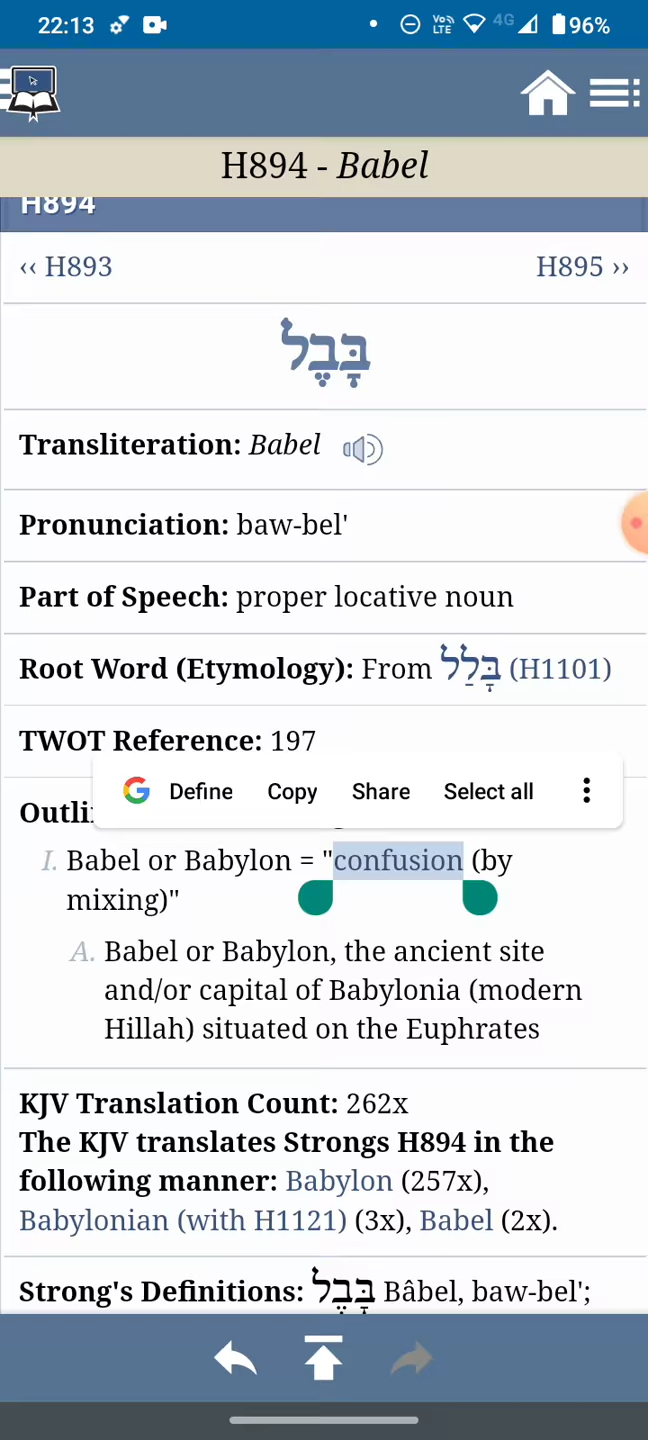 22:13 Vo)) LTE 4G 96%
H894 - Babel
H894
‹‹ H893 H895 ››
בָּבֶל
Transliteration: Babel
Pronunciation: baw-bel'
Part of Speech: proper locative noun
Root Word (Etymology): From בָּלַל (H1101)
TWOT Reference: 197
Define Copy Share Select all
Outli
I. Babel or Babylon = "confusion (by
mixing)"
A. Babel or Babylon, the ancient site
and/or capital of Babylonia (modern
Hillah) situated on the Euphrates
KJV Translation Count: 262x
The KJV translates Strongs H894 in the
following manner: Babylon (257x),
Babylonian (with H1121) (3x), Babel (2x).
Strong's Definitions: בָּבֶל Bâbel, baw-bel';